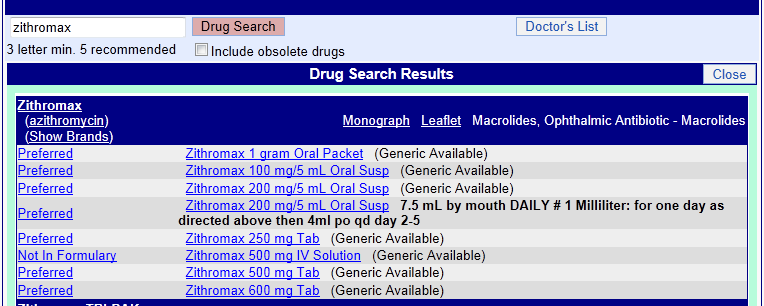 zithromax Drug Search Doctor's List
3 letter min. 5 recommended Include obsolete drugs
Drug Search Results Close
Zithromax
(azithromycin) Monograph Leaflet Macrolides, Ophthalmic Antibiotic - Macrolides
(Show Brands)
Preferred Zithromax 1 gram Oral Packet (Generic Available)
Preferred Zithromax 100 mg/5 mL Oral Susp (Generic Available)
Preferred Zithromax 200 mg/5 mL Oral Susp (Generic Available)
Preferred Zithromax 200 mg/5 mL Oral Susp 7.5 mL by mouth DAILY # 1 Milliliter: for one day as
directed above then 4ml po qd day 2-5
Preferred Zithromax 250 mg Tab (Generic Available)
Not In Formulary Zithromax 500 mg IV Solution (Generic Available)
Preferred Zithromax 500 mg Tab (Generic Available)
Preferred Zithromax 600 mg Tab (Generic Available)